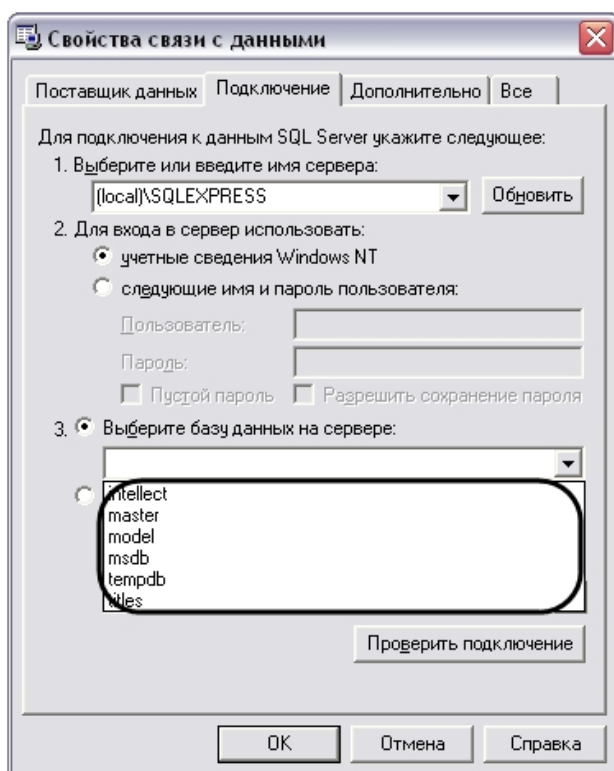 Свойства связи с данными
Поставщик данных Подключение Дополнительно Все
Для подключения к данным SQL Server укажите следующее:
1. Выберите или введите имя сервера:
(local)\SQLEXPRESS Обновить
2. Для входа в сервер использовать:
учетные сведения Windows NT
следующие имя и пароль пользователя:
Пользователь:
Пароль:
Пустой пароль Разрешить сохранение пароля
3. Выберите базу данных на сервере:
intellect
master
model
msdb
tempdb
titles
Проверить подключение
OK Отмена Справка